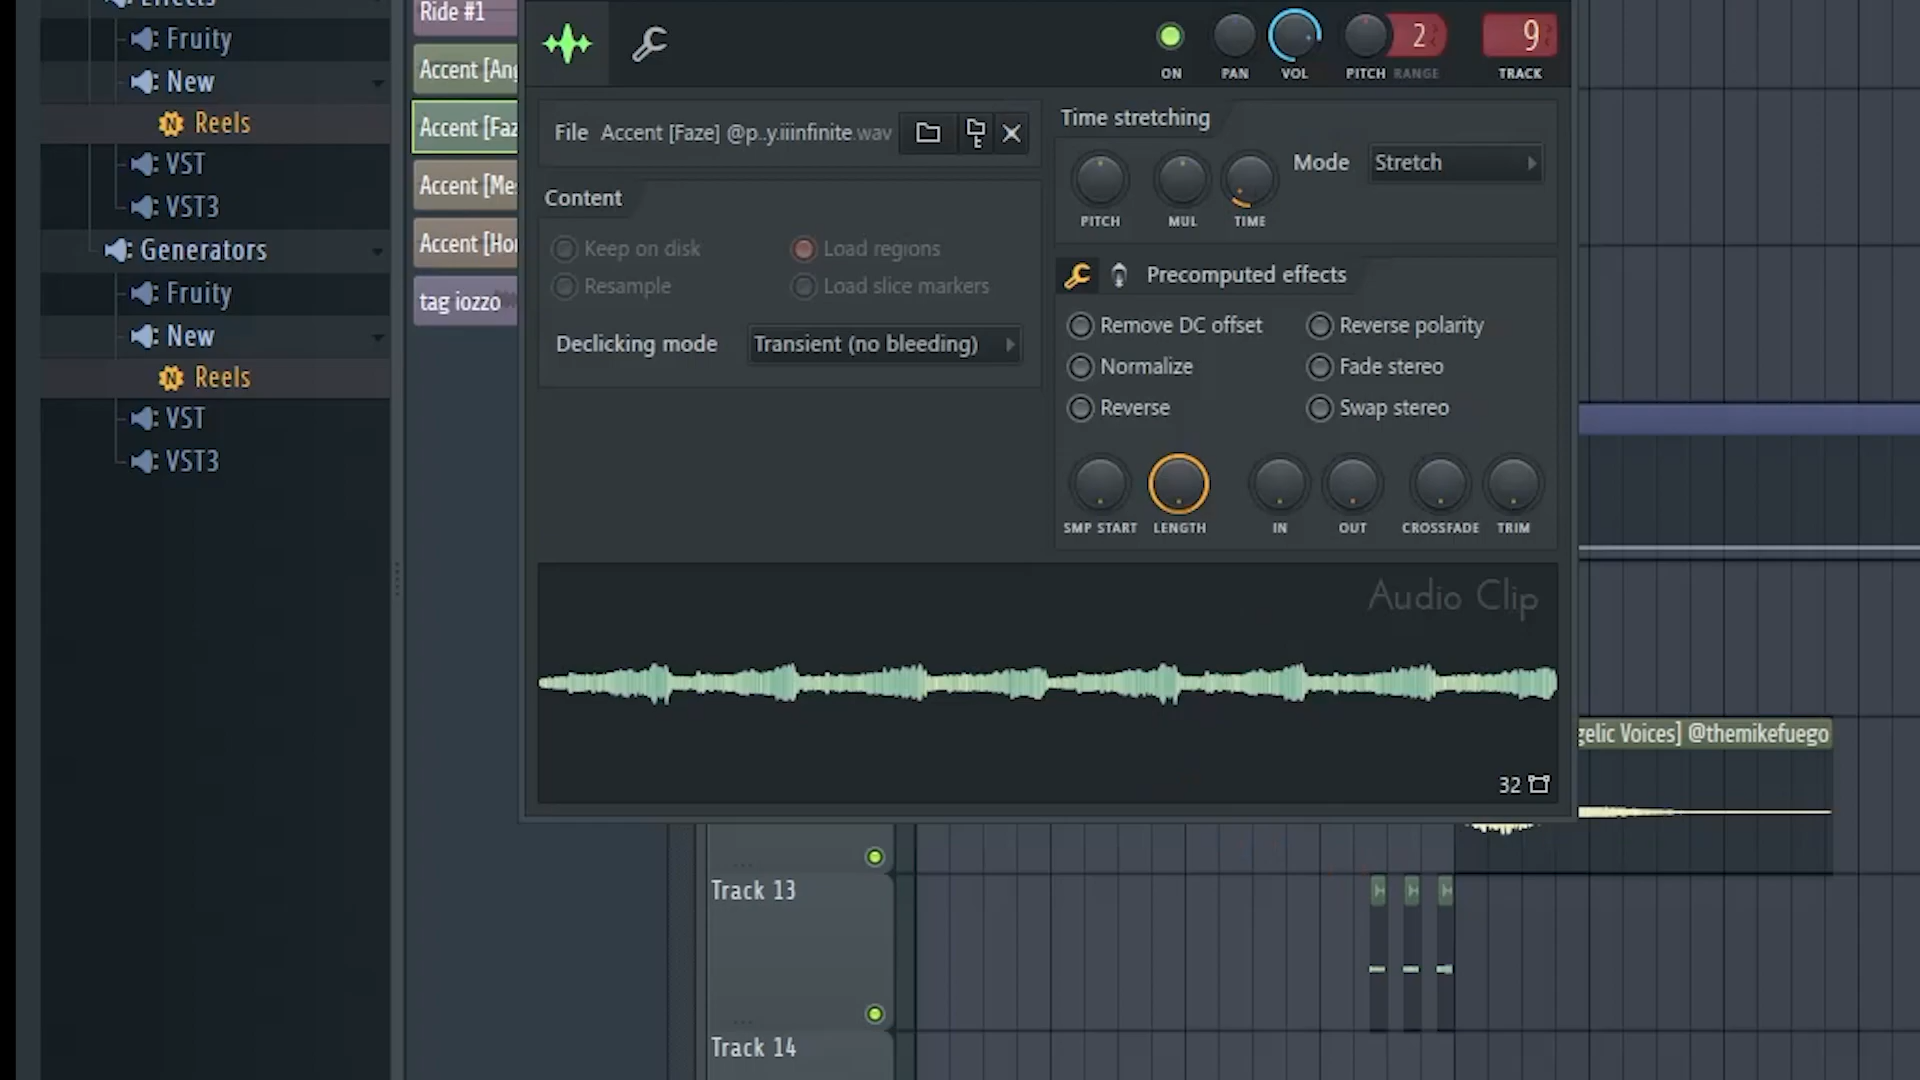 Effects
Fruity
New
Reels
VST
VST3
Generators
Fruity
New
Reels
VST
VST3
Ride #1
Accent [Ang
Accent [Faz
Accent [Me
Accent [Ho
tag iozzo
ON
PAN
VOL
PITCH
RANGE
2
9
TRACK
File Accent [Faze] @p..y.iiinfinite.wav
Content
Keep on disk
Load regions
Resample
Load slice markers
Declicking mode
Transient (no bleeding)
Time stretching
PITCH
MUL
TIME
Mode
Stretch
Precomputed effects
Remove DC offset
Reverse polarity
Normalize
Fade stereo
Reverse
Swap stereo
SMP START
LENGTH
IN
OUT
CROSSFADE
TRIM
Audio Clip
32
gelic Voices] @themikefuego
Track 13
Track 14